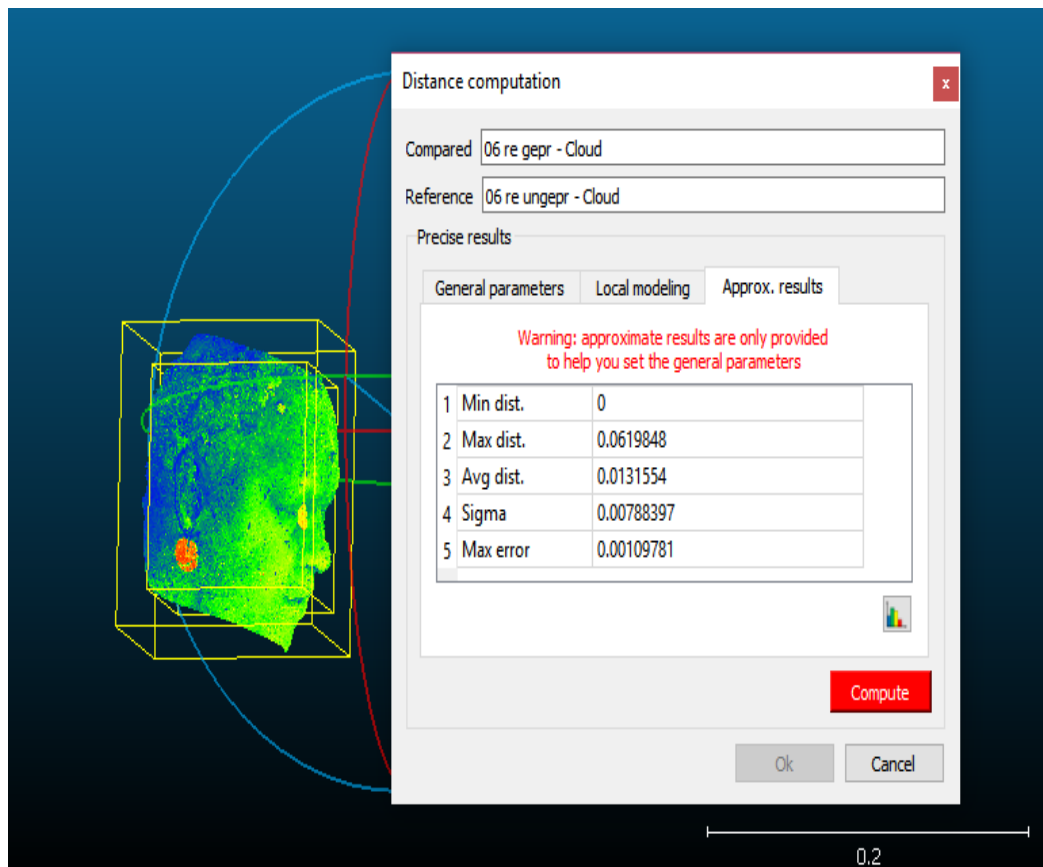 Distance computation
x
Compared 06 re gepr - Cloud
Reference 06 re ungepr - Cloud
Precise results
General parameters Local modeling Approx. results
Warning: approximate results are only provided
to help you set the general parameters
1 Min dist. 0
2 Max dist. 0.0619848
3 Avg dist. 0.0131554
4 Sigma 0.00788397
5 Max error 0.00109781
Compute
Ok Cancel
0.2